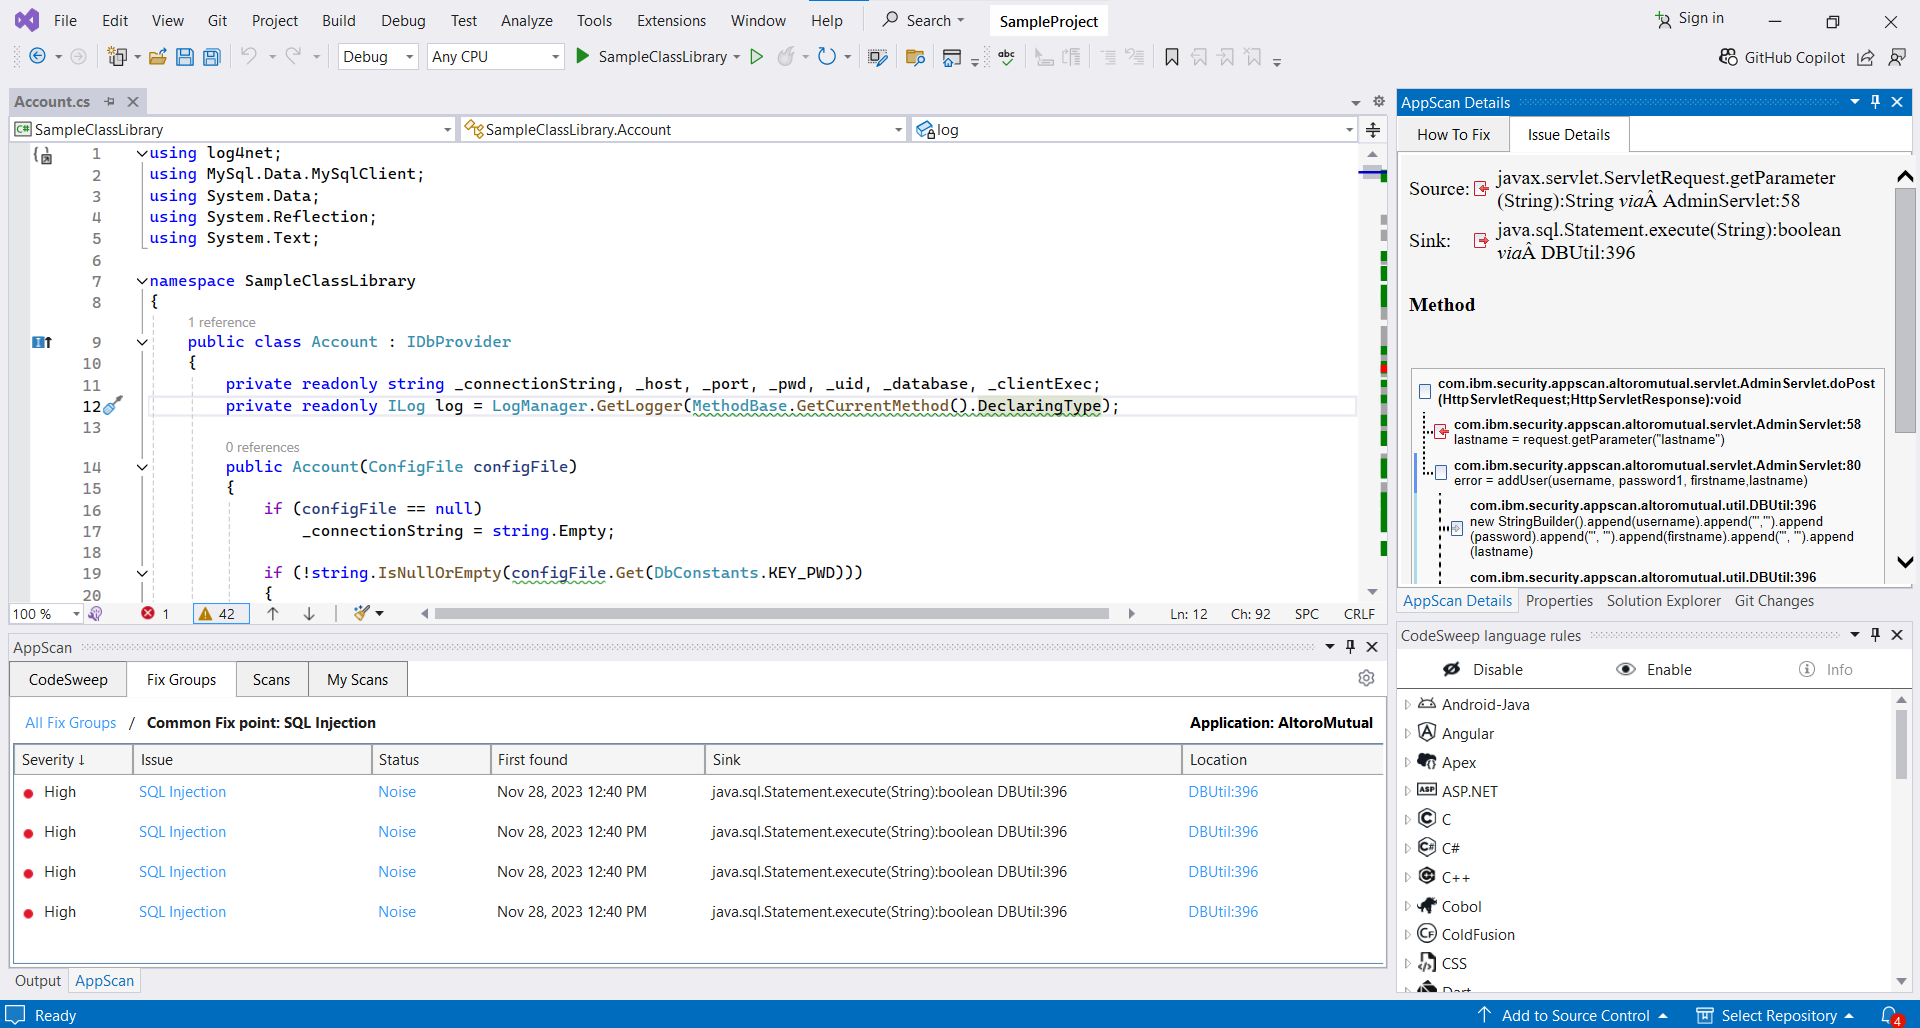 File Edit View Git Project Build Debug Test Analyze Tools Extensions Window Help Search SampleProject Sign in
Debug Any CPU SampleClassLibrary abc GitHub Copilot
Account.cs
SampleClassLibrary SampleClassLibrary.Account log
1 using log4net;
2 using MySql.Data.MySqlClient;
3 using System.Data;
4 using System.Reflection;
5 using System.Text;
6
7 namespace SampleClassLibrary
8 {
1 reference
9 public class Account : IDbProvider
10 {
11 private readonly string _connectionString, _host, _port, _pwd, _uid, _database, _clientExec;
12 private readonly ILog log = LogManager.GetLogger(MethodBase.GetCurrentMethod().DeclaringType);
13
0 references
14 public Account(ConfigFile configFile)
15 {
16 if (configFile == null)
17 _connectionString = string.Empty;
18
19 if (!string.IsNullOrEmpty(configFile.Get(DbConstants.KEY_PWD)))
20 {
100 % 1 42 Ln: 12 Ch: 92 SPC CRLF
AppScan
CodeSweep Fix Groups Scans My Scans
All Fix Groups / Common Fix point: SQL Injection Application: AltoroMutual
Severity ↓ Issue Status First found Sink Location
High SQL Injection Noise Nov 28, 2023 12:40 PM java.sql.Statement.execute(String):boolean DBUtil:396 DBUtil:396
High SQL Injection Noise Nov 28, 2023 12:40 PM java.sql.Statement.execute(String):boolean DBUtil:396 DBUtil:396
High SQL Injection Noise Nov 28, 2023 12:40 PM java.sql.Statement.execute(String):boolean DBUtil:396 DBUtil:396
High SQL Injection Noise Nov 28, 2023 12:40 PM java.sql.Statement.execute(String):boolean DBUtil:396 DBUtil:396
Output AppScan
AppScan Details
How To Fix Issue Details
Source: javax.servlet.ServletRequest.getParameter
(String):String viaÂ AdminServlet:58
Sink: java.sql.Statement.execute(String):boolean
viaÂ DBUtil:396
Method
com.ibm.security.appscan.altoromutual.servlet.AdminServlet.doPost
(HttpServletRequest;HttpServletResponse):void
com.ibm.security.appscan.altoromutual.servlet.AdminServlet:58
lastname = request.getParameter("lastname")
com.ibm.security.appscan.altoromutual.servlet.AdminServlet:80
error = addUser(username, password1, firstname,lastname)
com.ibm.security.appscan.altoromutual.util.DBUtil:396
new StringBuilder().append(username).append("','").append
(password).append("', '").append(firstname).append("', '").append
(lastname)
com.ibm.security.appscan.altoromutual.util.DBUtil:396
AppScan Details Properties Solution Explorer Git Changes
CodeSweep language rules
Disable Enable Info
Android-Java
Angular
Apex
ASP.NET
C
C#
C++
Cobol
ColdFusion
CSS
Dart
Ready Add to Source Control Select Repository 4